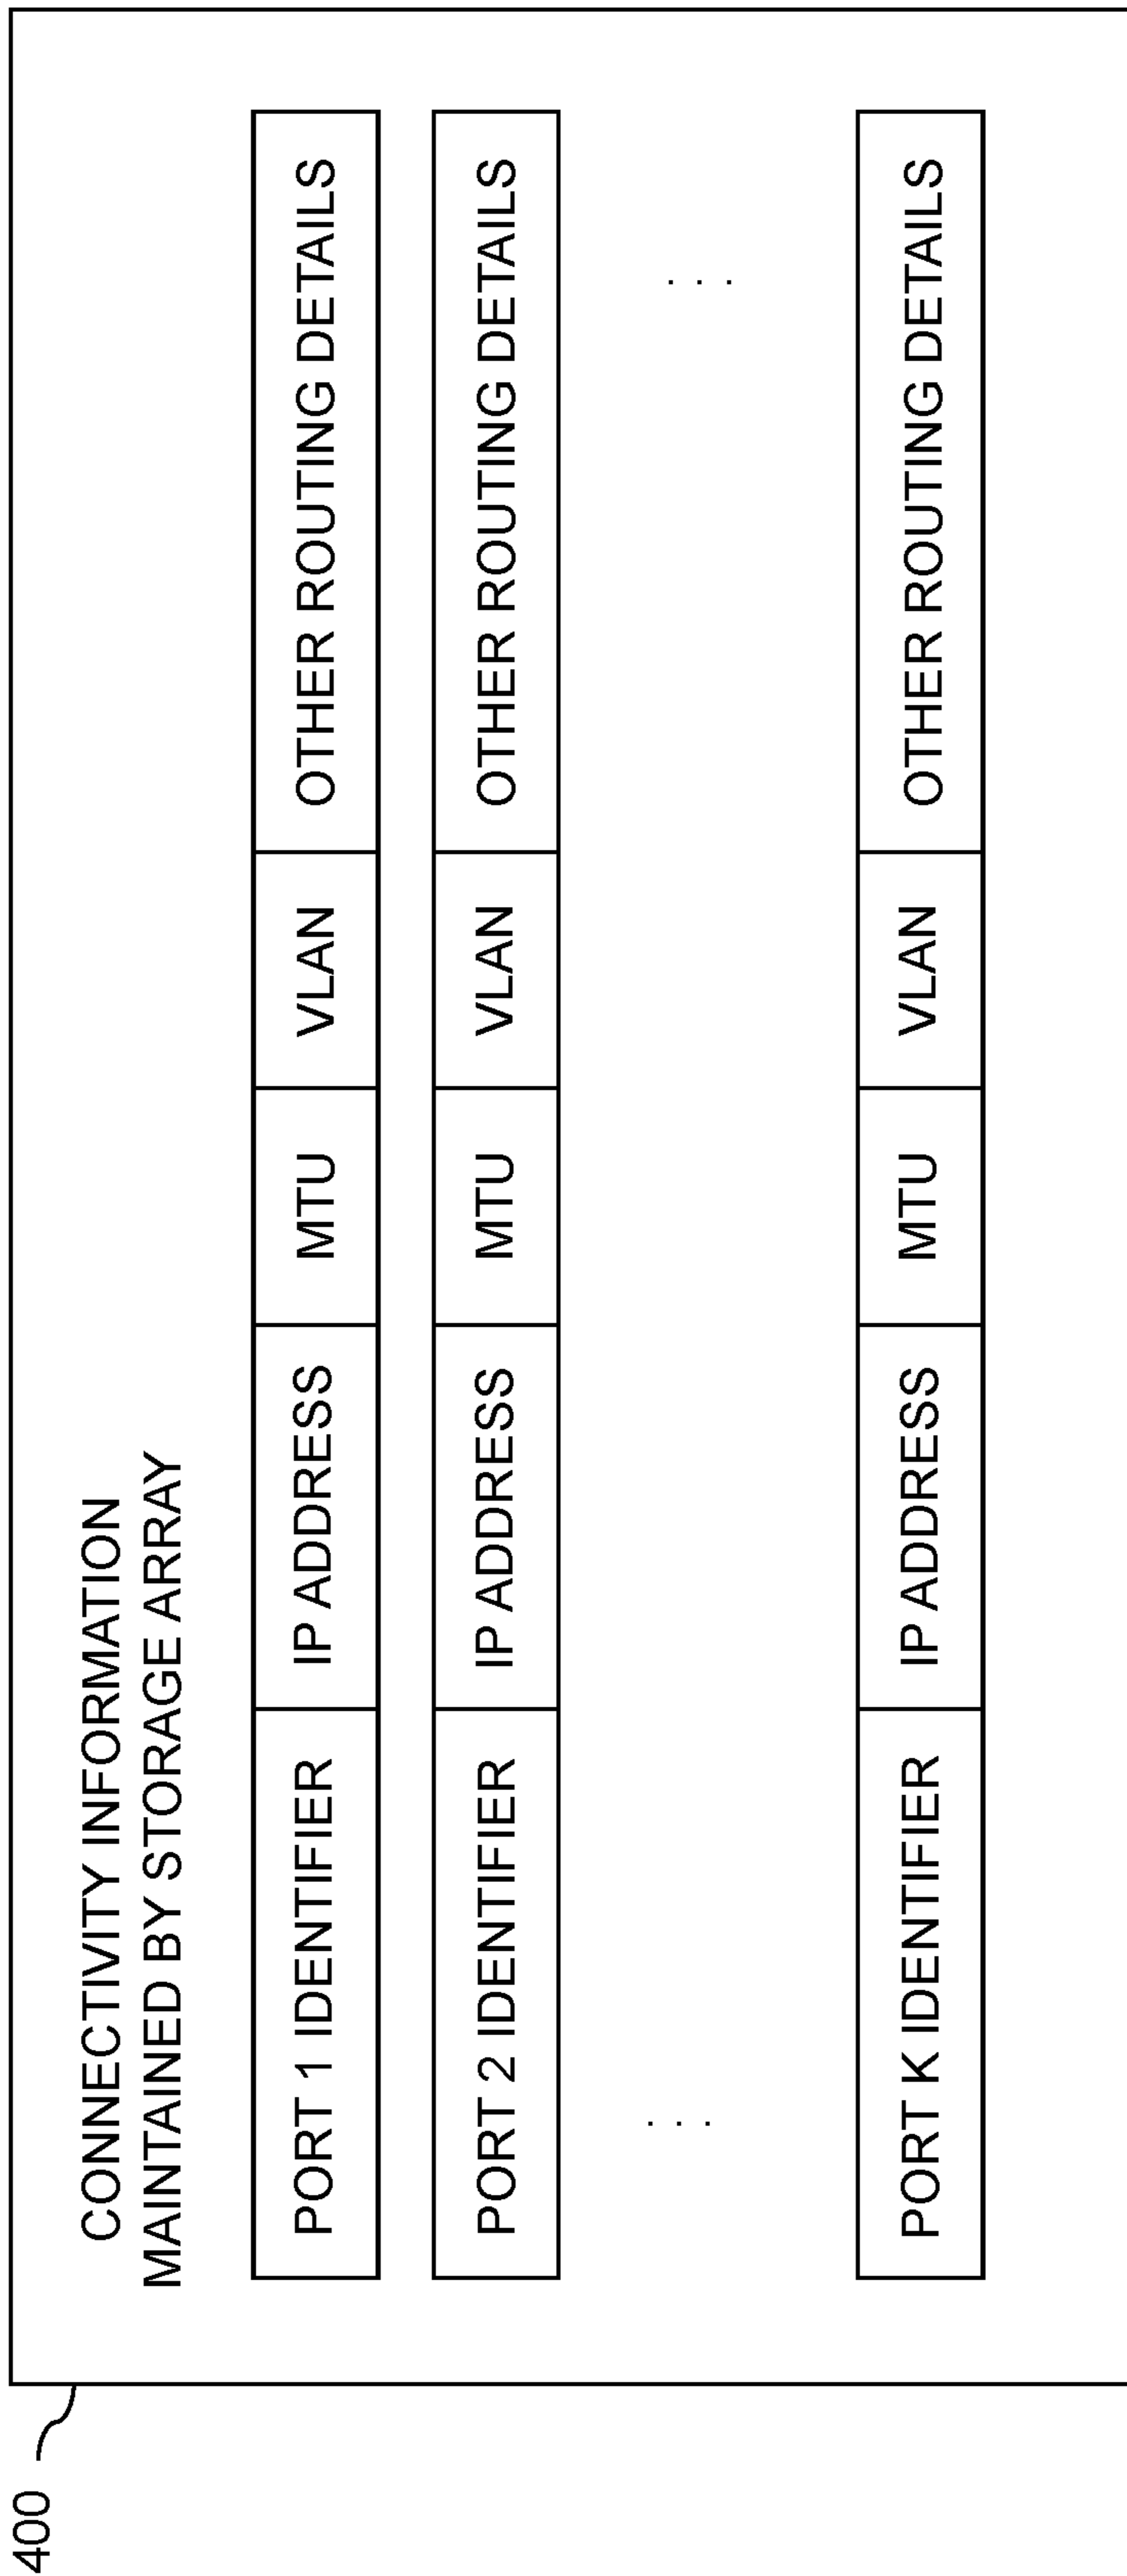 400
CONNECTIVITY INFORMATION
MAINTAINED BY STORAGE ARRAY
PORT 1 IDENTIFIER IP ADDRESS MTU VLAN OTHER ROUTING DETAILS
PORT 2 IDENTIFIER IP ADDRESS MTU VLAN OTHER ROUTING DETAILS
. . . . . .
PORT K IDENTIFIER IP ADDRESS MTU VLAN OTHER ROUTING DETAILS